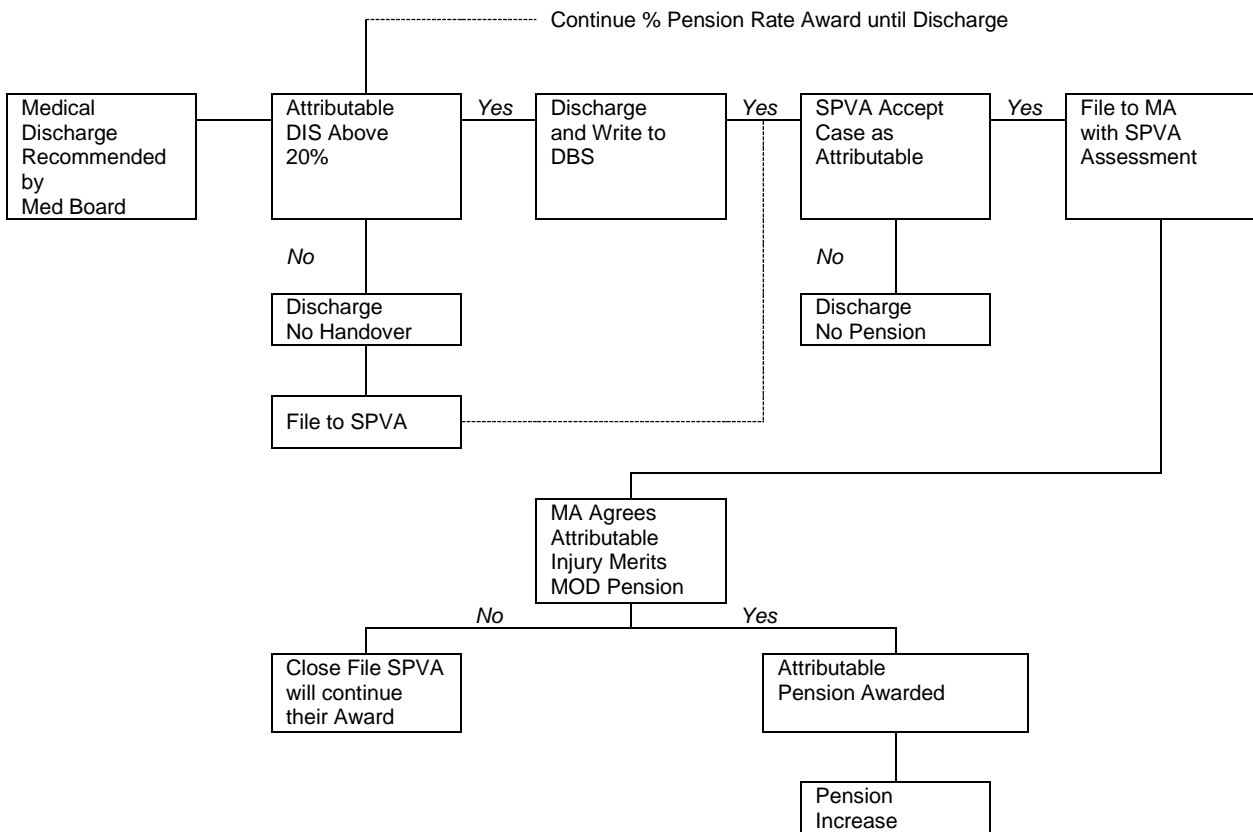 Continue % Pension Rate Award until Discharge
Medical
Discharge
Recommended
by
Med Board
Attributable
DIS Above
20%
Yes
Discharge
and Write to
DBS
Yes
SPVA Accept
Case as
Attributable
Yes
File to MA
with SPVA
Assessment
No
Discharge
No Handover
No
Discharge
No Pension
File to SPVA
MA Agrees
Attributable
Injury Merits
MOD Pension
No
Yes
Close File SPVA
will continue
their Award
Attributable
Pension Awarded
Pension
Increase